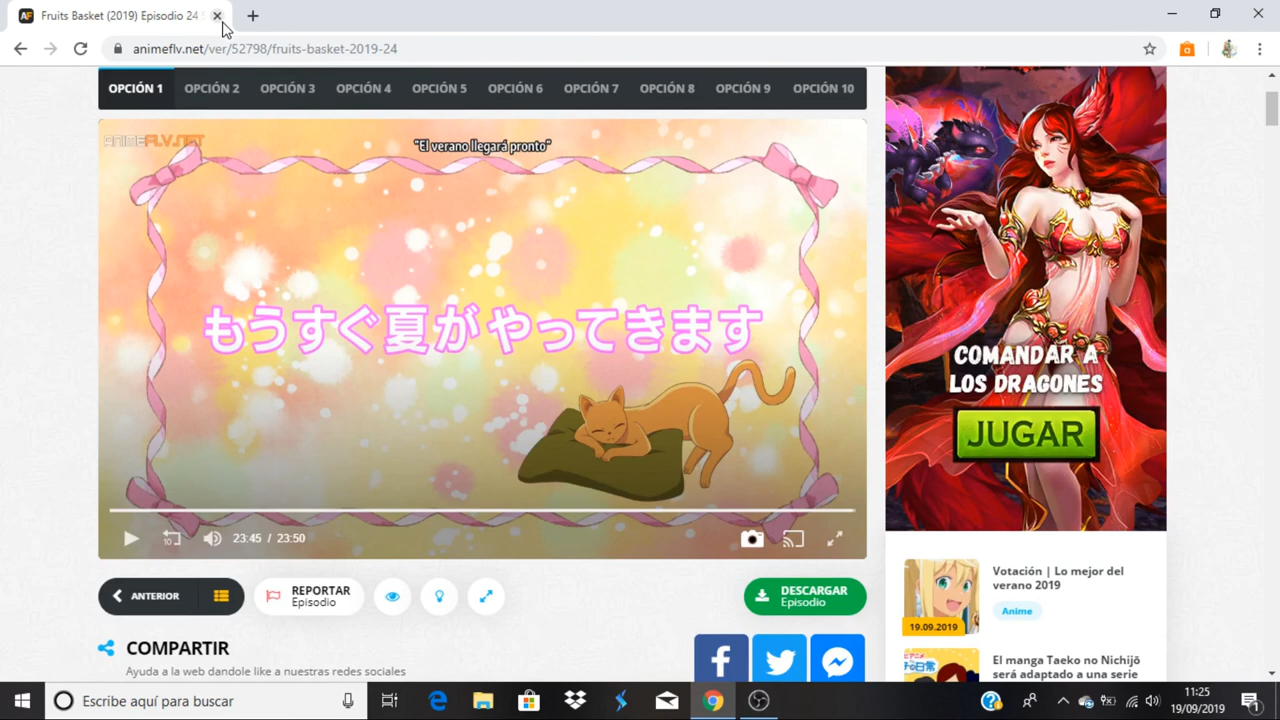 Fruits Basket (2019) Episodio 24
animeflv.net/ver/52798/fruits-basket-2019-24
OPCIÓN 1 OPCIÓN 2 OPCIÓN 3 OPCIÓN 4 OPCIÓN 5 OPCIÓN 6 OPCIÓN 7 OPCIÓN 8 OPCIÓN 9 OPCIÓN 10
ANIMEFLV.NET
"El verano llegará pronto"
もうすぐ夏がやってきます
10
23:45 / 23:50
COMANDAR A
LOS DRAGONES
JUGAR
ANTERIOR
REPORTAR
Episodio
DESCARGAR
Episodio
COMPARTIR
Ayuda a la web dandole like a nuestras redes sociales
Votación | Lo mejor del
verano 2019
Anime
19.09.2019
El manga Taeko no Nichijō
será adaptado a una serie
Escribe aquí para buscar
11:25
19/09/2019
1